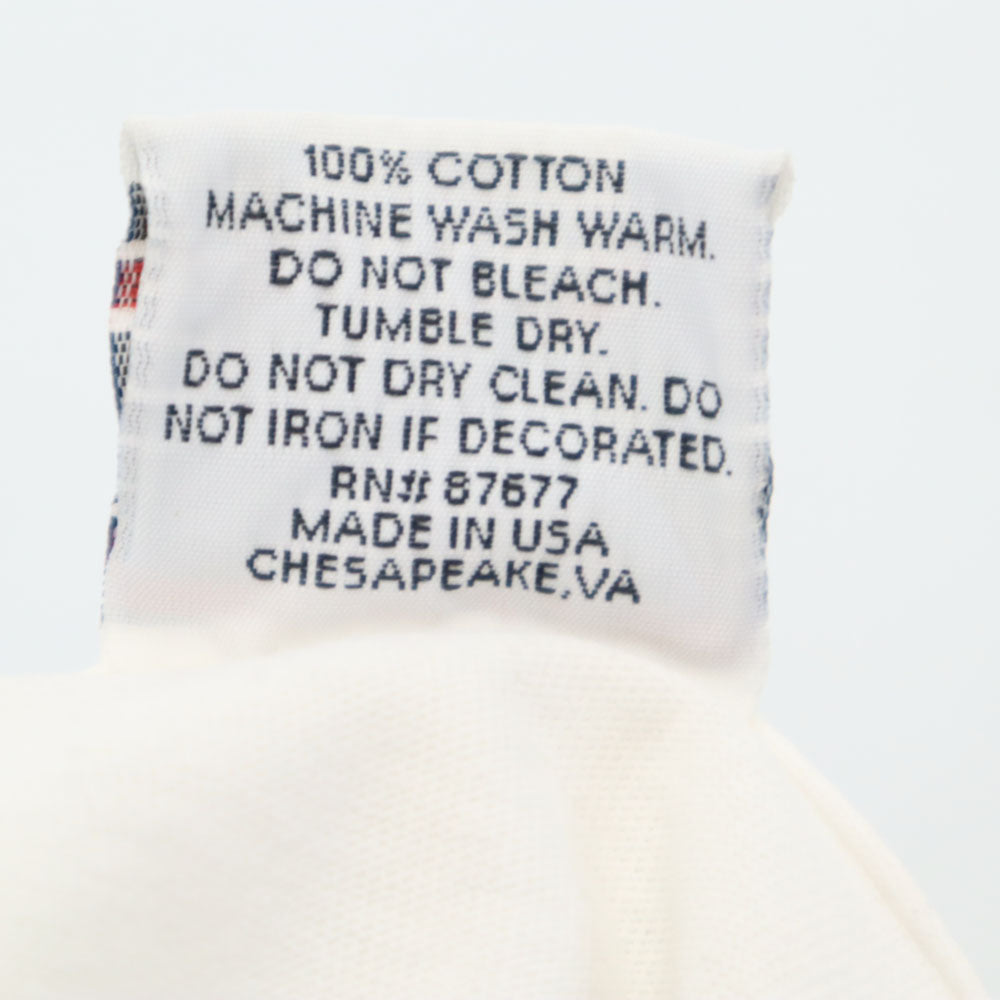 100% COTTON
MACHINE WASH WARM.
DO NOT BLEACH.
TUMBLE DRY.
DO NOT DRY CLEAN. DO
NOT IRON IF DECORATED.
RN# 87677
MADE IN USA
CHESAPEAKE,VA